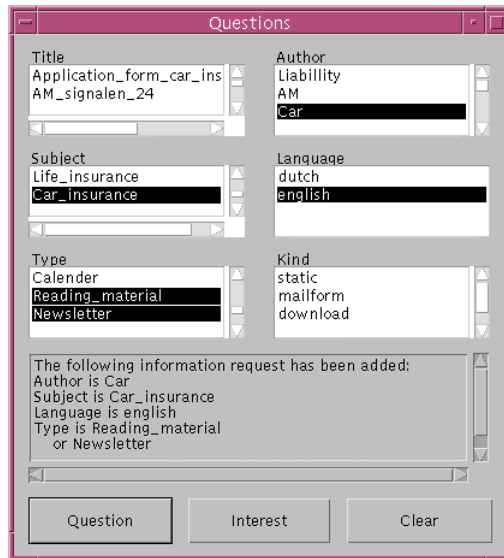 Questions
Title
Application_form_car_ins
AM_signalen_24
Author
Liabillity
AM
Car
Subject
Life_insurance
Car_insurance
Language
dutch
english
Type
Calender
Reading_material
Newsletter
Kind
static
mailform
download
The following information request has been added:
Author is Car
Subject is Car_insurance
Language is english
Type is Reading_material
or Newsletter
Question
Interest
Clear